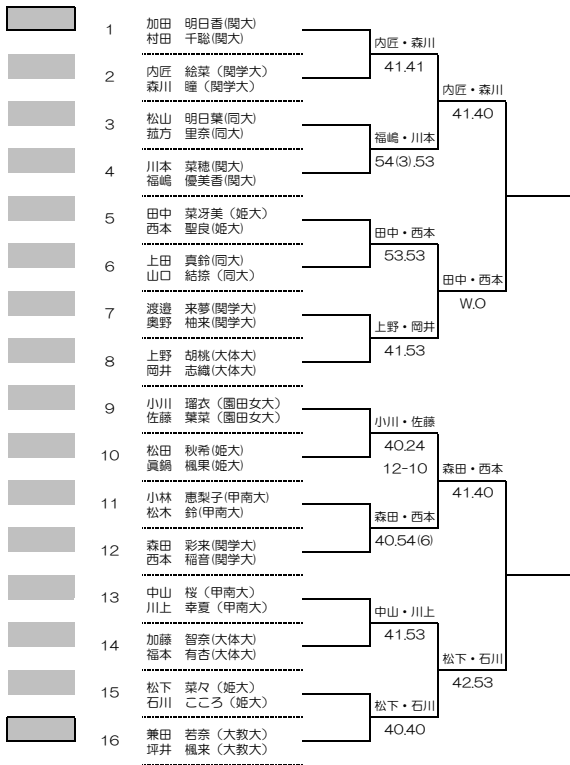 1 加田 明日香(関大)
村田 千聡(関大)
内匠・森川
41.41
2 内匠 絵菜（関学大）
森川 瞳（関学大）
内匠・森川
41.40
3 松山 明日葉(同大)
菰方 里奈(同大)
福嶋・川本
54(3).53
4 川本 菜穂(関大)
福嶋 優美香(関大)
5 田中 菜冴美（姫大）
西本 聖良(姫大)
田中・西本
53.53
6 上田 真鈴(同大)
山口 結捺（同大）
田中・西本
W.O
7 渡邉 来夢(関学大)
奥野 柚来(関学大)
上野・岡井
41.53
8 上野 胡桃(大体大)
岡井 志織(大体大)
9 小川 瑠衣（園田女大）
佐藤 葉菜（園田女大）
小川・佐藤
40.24
12-10
10 松田 秋希(姫大)
眞鍋 楓果(姫大)
森田・西本
41.40
11 小林 恵梨子(甲南大)
松木 鈴(甲南大)
森田・西本
40.54(6)
12 森田 彩来(関学大)
西本 稲音(関学大)
13 中山 桜（甲南大）
川上 幸夏（甲南大）
中山・川上
41.53
14 加藤 智奈(大体大)
福本 有杏(大体大)
松下・石川
42.53
15 松下 菜々（姫大）
石川 こころ（姫大）
松下・石川
40.40
16 兼田 若奈（大教大）
坪井 楓来（大教大）